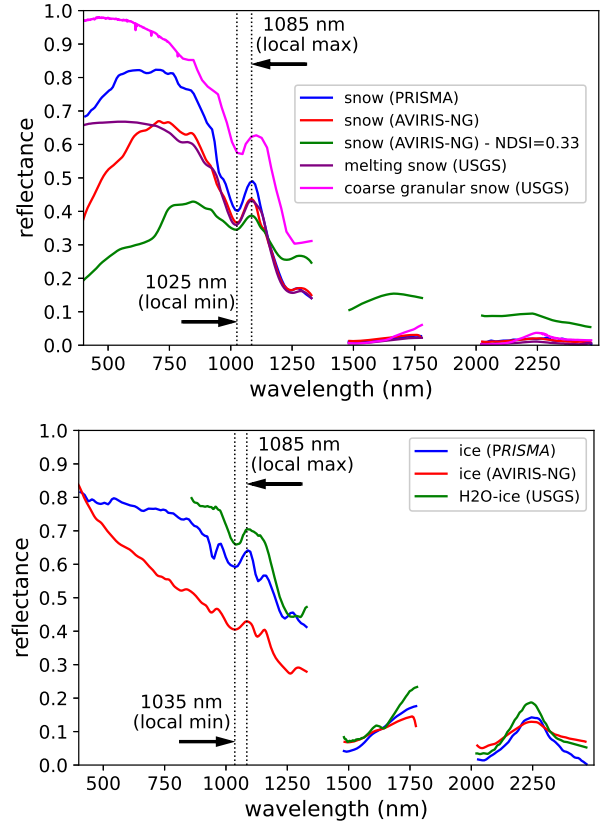 1085 nm
(local max)
snow (PRISMA)
snow (AVIRIS-NG)
snow (AVIRIS-NG) - NDSI=0.33
melting snow (USGS)
coarse granular snow (USGS)
1025 nm
(local min)
reflectance
1.0
0.9
0.8
0.7
0.6
0.5
0.4
0.3
0.2
0.1
0.0
500 750 1000 1250 1500 1750 2000 2250
wavelength (nm)
1085 nm
(local max)
ice (PRISMA)
ice (AVIRIS-NG)
H2O-ice (USGS)
1035 nm
(local min)
reflectance
1.0
0.9
0.8
0.7
0.6
0.5
0.4
0.3
0.2
0.1
0.0
500 750 1000 1250 1500 1750 2000 2250
wavelength (nm)